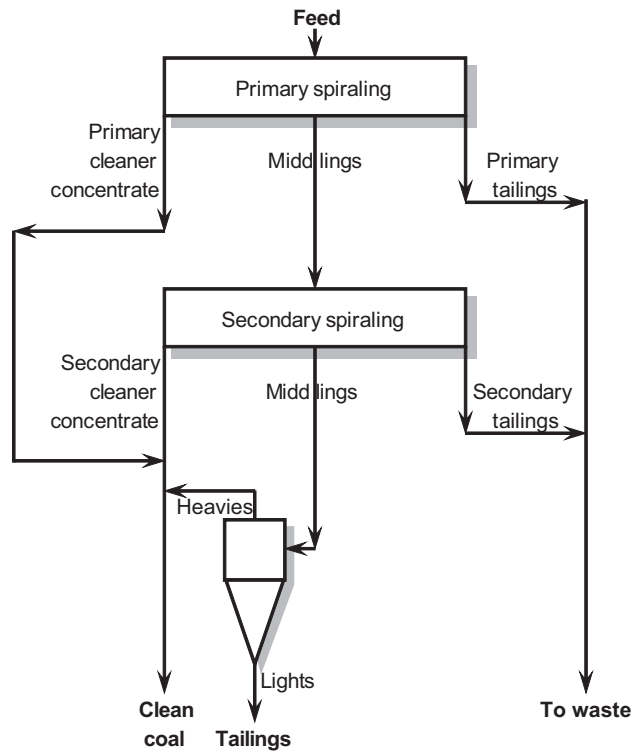 Feed
Primary spiraling
Primary
cleaner
concentrate
Middlings
Primary
tailings
Secondary spiraling
Secondary
cleaner
concentrate
Middlings
Secondary
tailings
Heavies
Lights
Clean
coal
Tailings
To waste